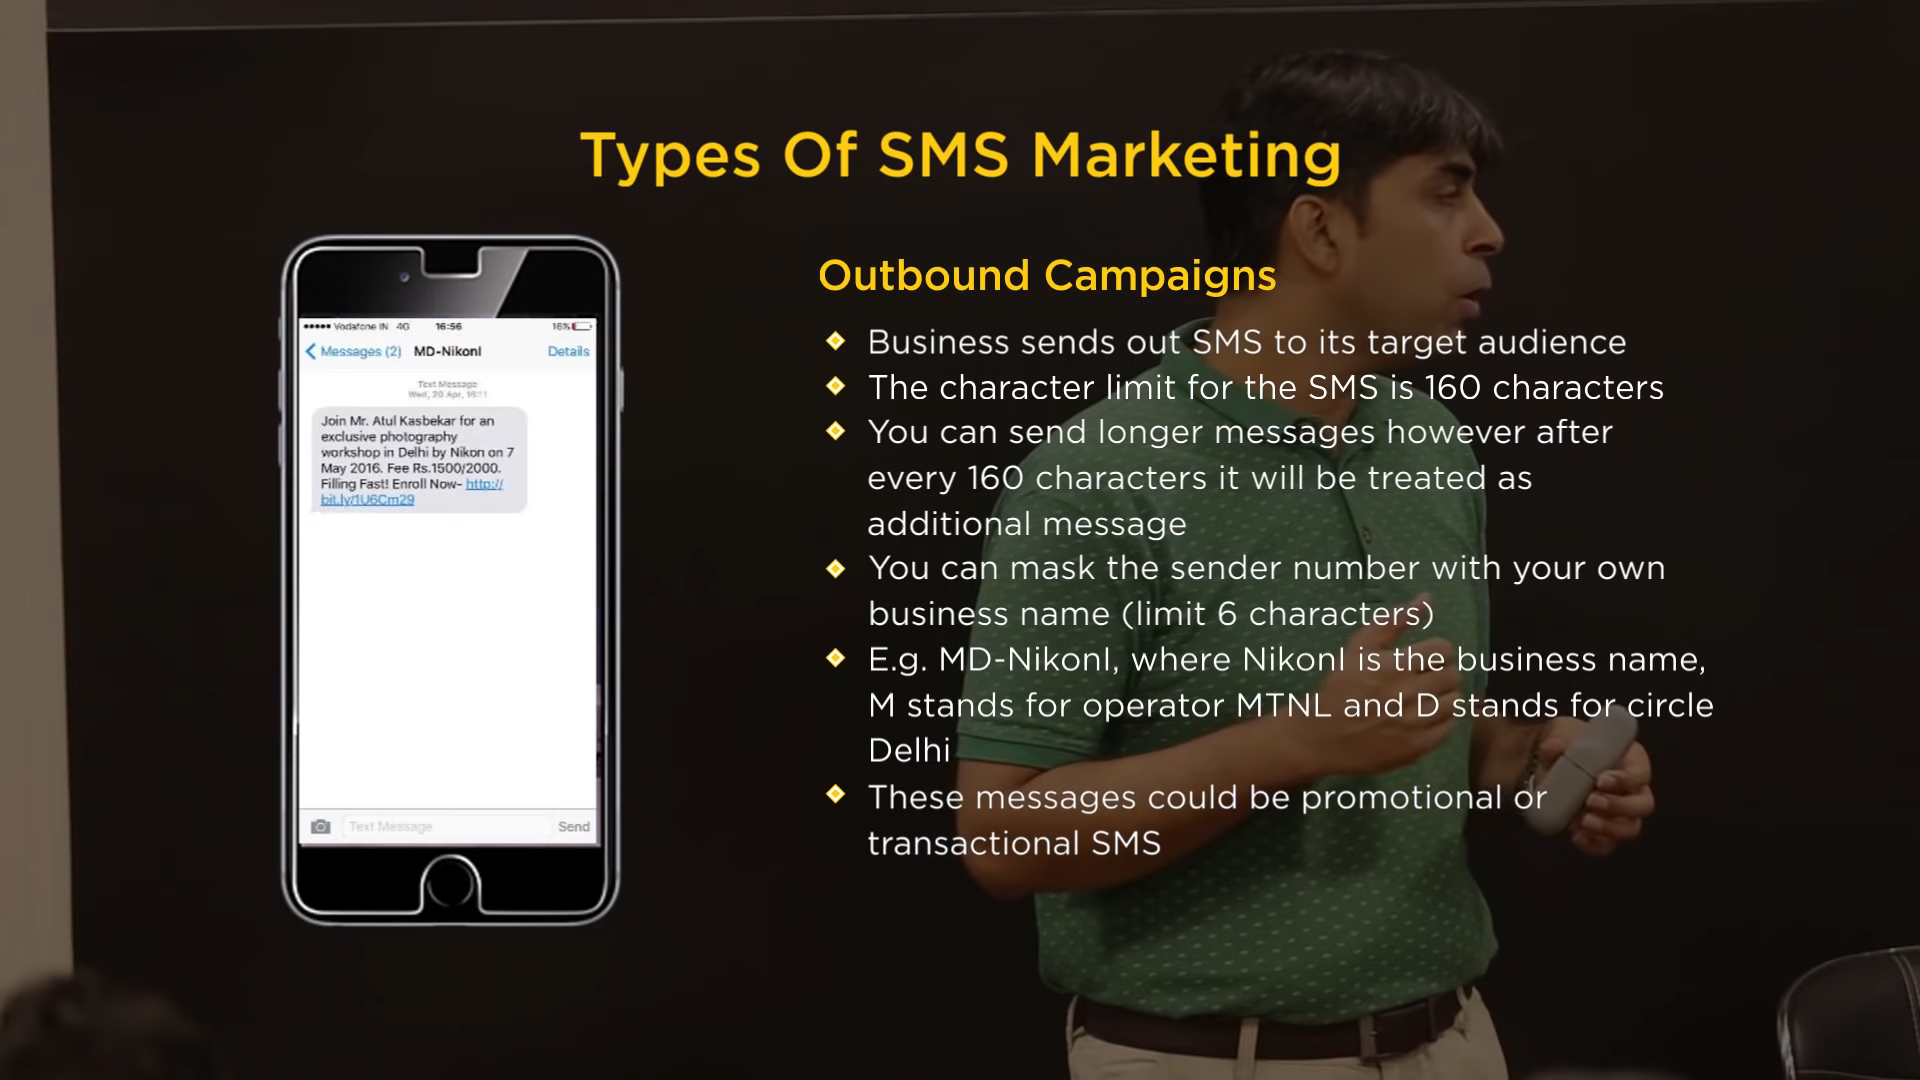 Types Of SMS Marketing
Vodafone IN 4G 16:56 16%
Messages (2) MD-NikonI Details
Text Message
Wed, 20 Apr, 16:11
Join Mr. Atul Kasbekar for an
exclusive photography
workshop in Delhi by Nikon on 7
May 2016. Fee Rs.1500/2000.
Filling Fast! Enroll Now- http://
bit.ly/1U6Cm29
Text Message Send
Outbound Campaigns
Business sends out SMS to its target audience
The character limit for the SMS is 160 characters
You can send longer messages however after
every 160 characters it will be treated as
additional message
You can mask the sender number with your own
business name (limit 6 characters)
E.g. MD-NikonI, where NikonI is the business name,
M stands for operator MTNL and D stands for circle
Delhi
These messages could be promotional or
transactional SMS